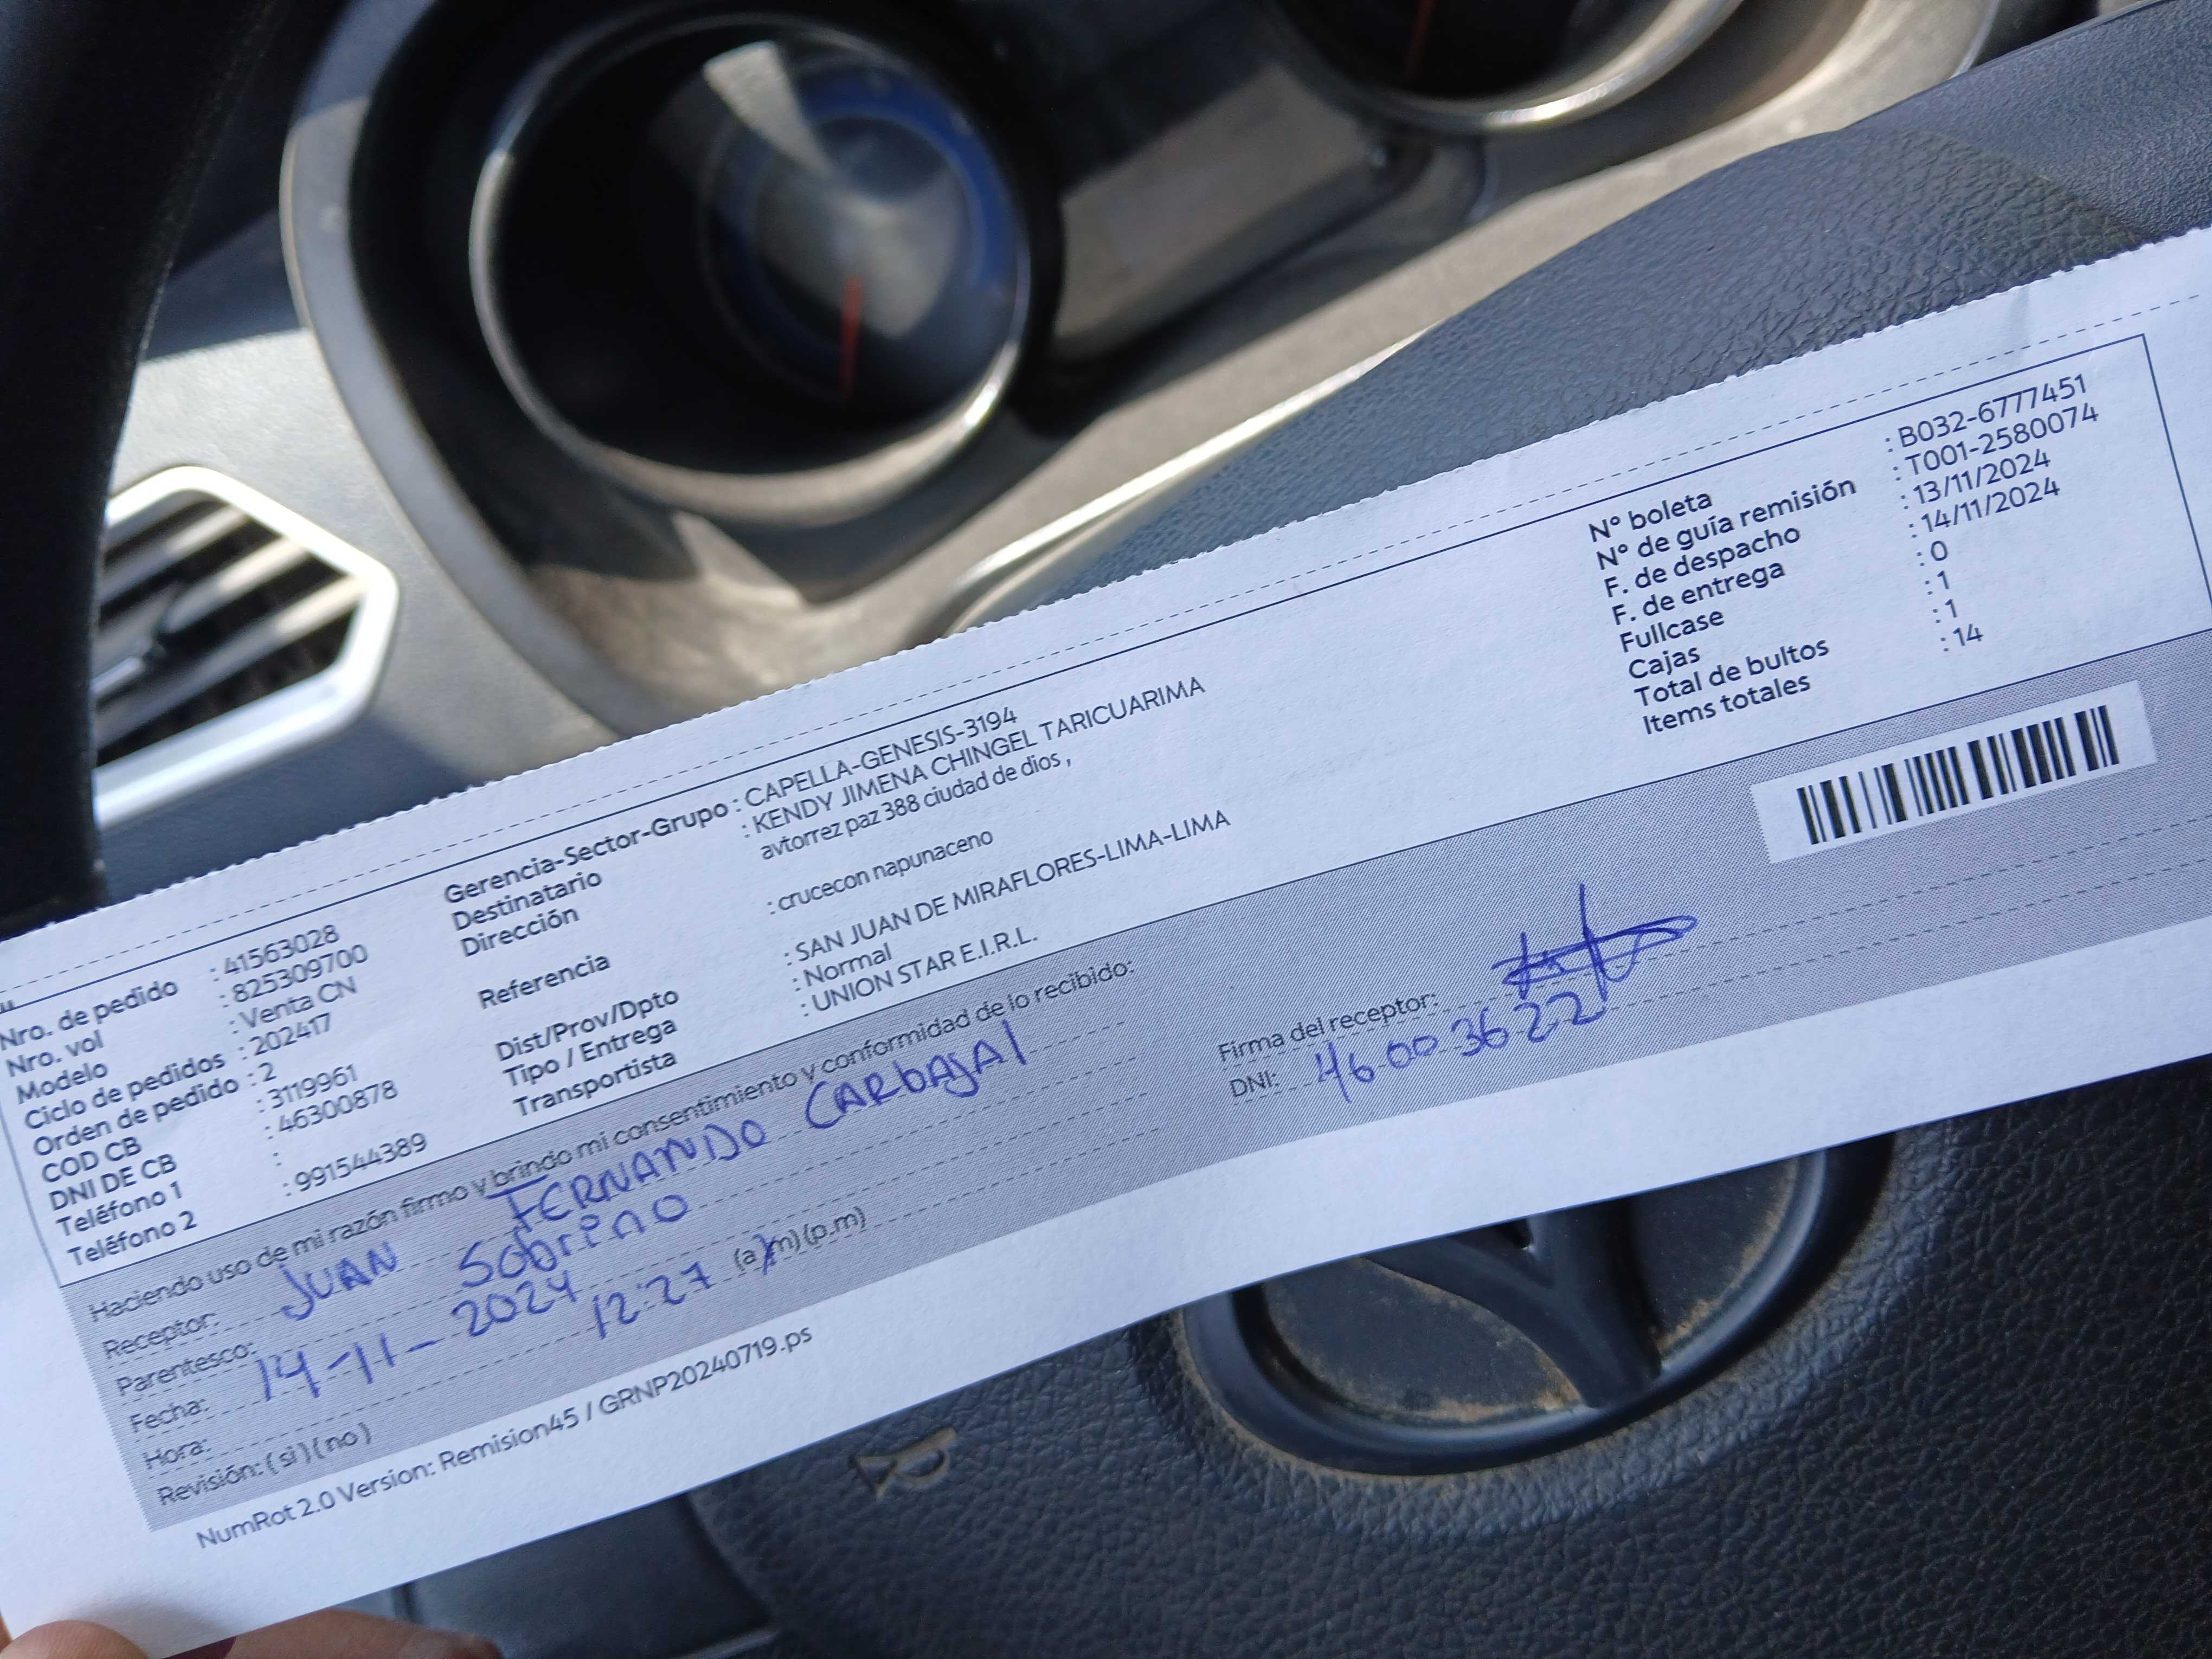 Nro. de pedido : 41563028
Nro. vol : 825309700
Modelo : Venta CN
Ciclo de pedidos : 202417
Orden de pedido : 2
COD CB : 3119961
DNI DE CB : 46300878
Teléfono 1 :
Teléfono 2 : 991544389
Gerencia-Sector-Grupo : CAPELLA-GENESIS-3194
Destinatario : KENDY JIMENA CHINGEL TARICUARIMA
Dirección avtorrez paz 388 ciudad de dios ,
Referencia : crucecon napunaceno
Dist/Prov/Dpto : SAN JUAN DE MIRAFLORES-LIMA-LIMA
Tipo / Entrega : Normal
Transportista : UNION STAR E.I.R.L.
N° boleta : B032-6777451
N° de guía remisión : T001-2580074
F. de despacho : 13/11/2024
F. de entrega : 14/11/2024
Fullcase : 0
Cajas : 1
Total de bultos : 1
Items totales : 14
Haciendo uso de mi razón firmo y brindo mi consentimiento y conformidad de lo recibido:
Receptor: JUAN FERNANDO CARBAJAL
Parentesco: Sobrino
Fecha: 14-11-2024
Hora: 12:27 (a.m) (p.m)
Revisión: ( si ) ( no )
Firma del receptor:
DNI: 46003622
NumRot 2.0 Version: Remision45 / GRNP20240719.ps